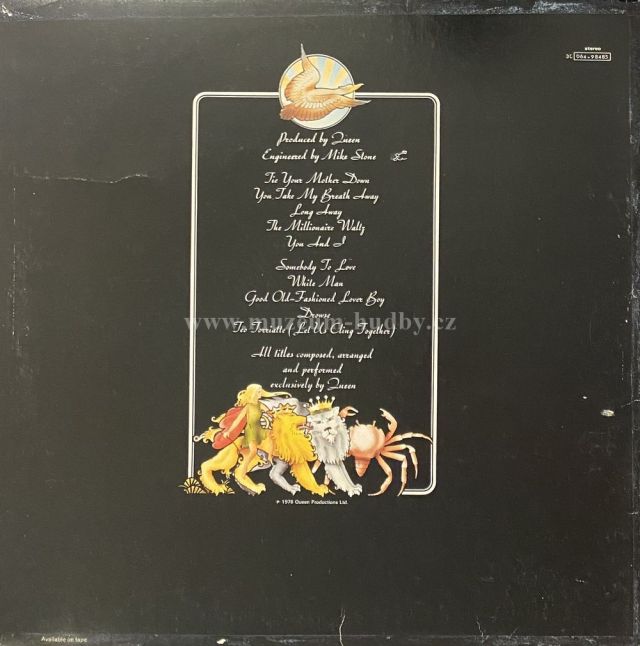 stereo
3C 064-98485
Produced by Queen
Engineered by Mike Stone
Tie Your Mother Down
You Take My Breath Away
Long Away
The Millionaire Waltz
You And I
Somebody To Love
White Man
Good Old-Fashioned Lover Boy
Drowse
www.muzeum-hudby.cz
Teo Torriatte (Let Us Cling Together)
All titles composed, arranged
and performed
exclusively by Queen
℗ 1976 Queen Productions Ltd.
Available on tape